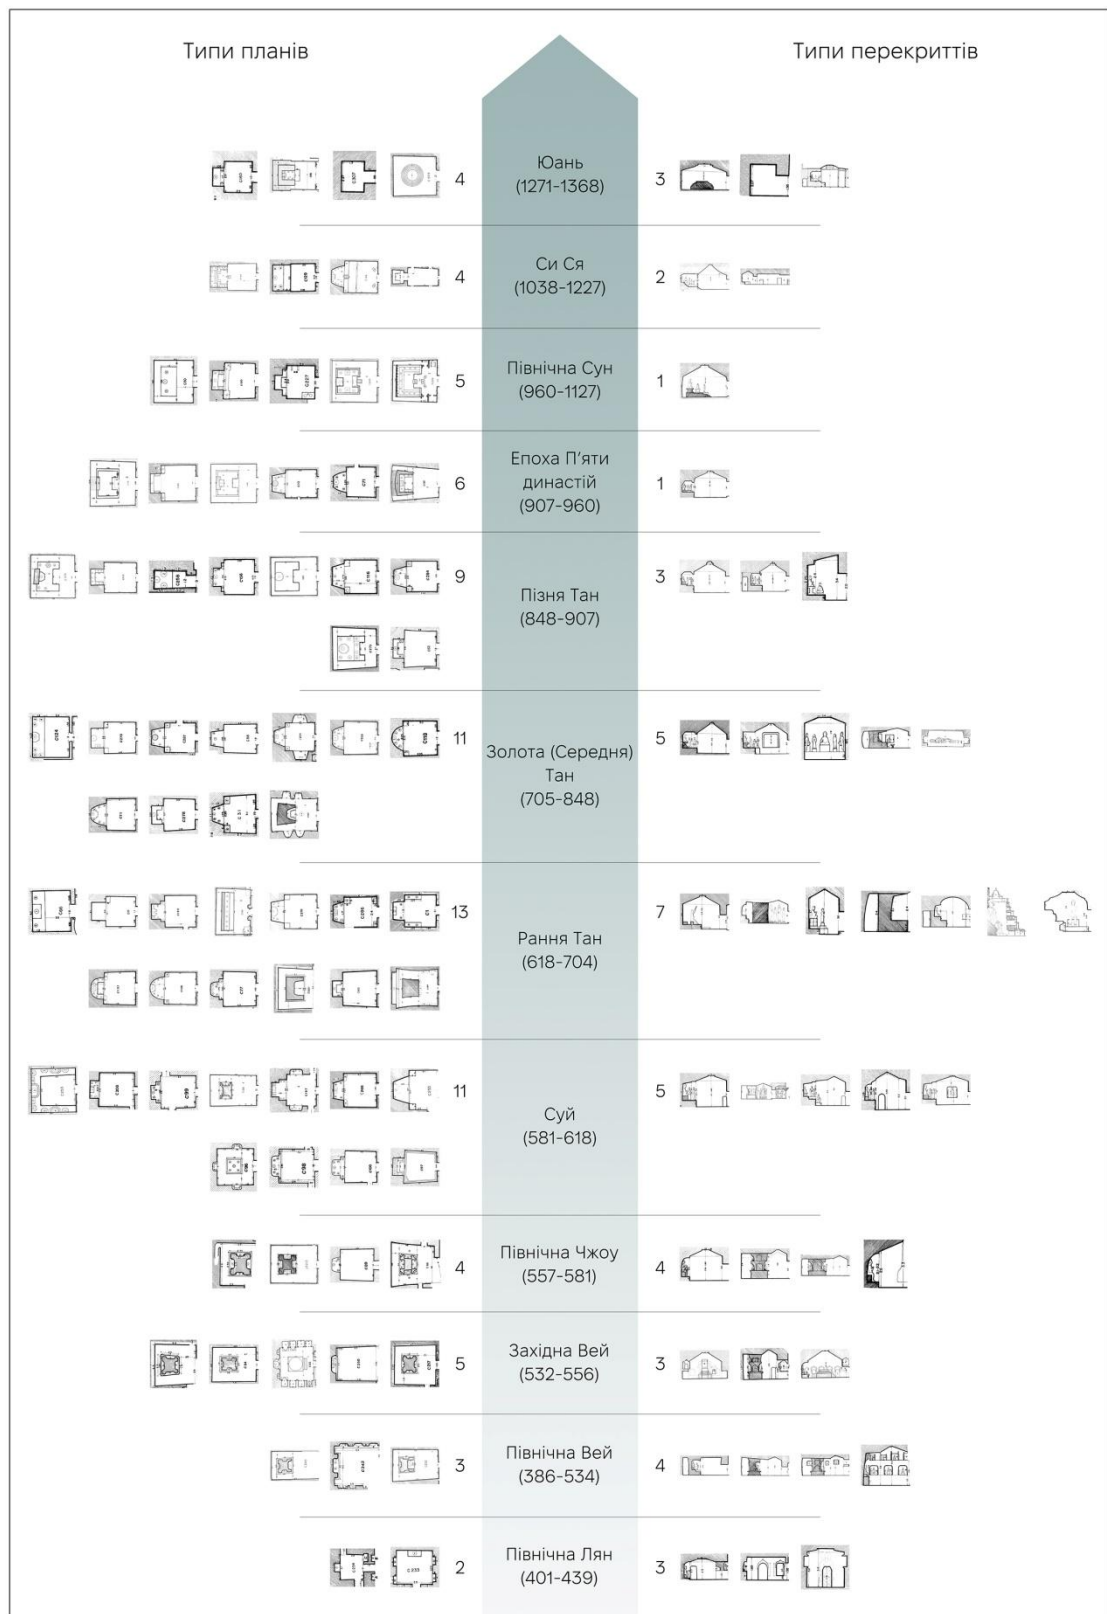 Типи планів
Типи перекриттів
4
Юань
(1271-1368)
3
4
Си Ся
(1038-1227)
2
5
Північна Сун
(960-1127)
1
6
Епоха П'яти
династій
(907-960)
1
9
Пізня Тан
(848-907)
3
11
Золота (Середня)
Тан
(705-848)
5
13
Рання Тан
(618-704)
7
11
Суй
(581-618)
5
4
Північна Чжоу
(557-581)
4
5
Західна Вей
(532-556)
3
3
Північна Вей
(386-534)
4
2
Північна Лян
(401-439)
3